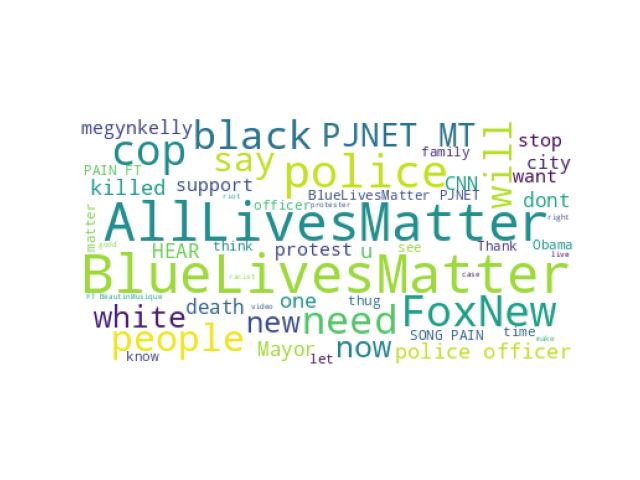 megynkelly
black
PJNET MT
will
stop
cop
say
police
family
city
PAIN FT
killed
support
CNN
want
BlueLivesMatter PJNET
dont
riot
officer
protester
matter
AllLivesMatter
right
good
HEAR
think
protest
u
see
Thank
Obama
live
BlueLivesMatter
racist
case
FT BeautinMusique
white
death
one
thug
FoxNew
new
video
need
people
now
SONG PAIN
time
make
Mayor
let
police officer
know